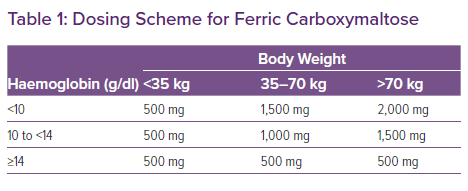 Table 1: Dosing Scheme for Ferric Carboxymaltose
Body Weight
Haemoglobin (g/dl) <35 kg 35–70 kg >70 kg
<10 500 mg 1,500 mg 2,000 mg
10 to <14 500 mg 1,000 mg 1,500 mg
≥14 500 mg 500 mg 500 mg